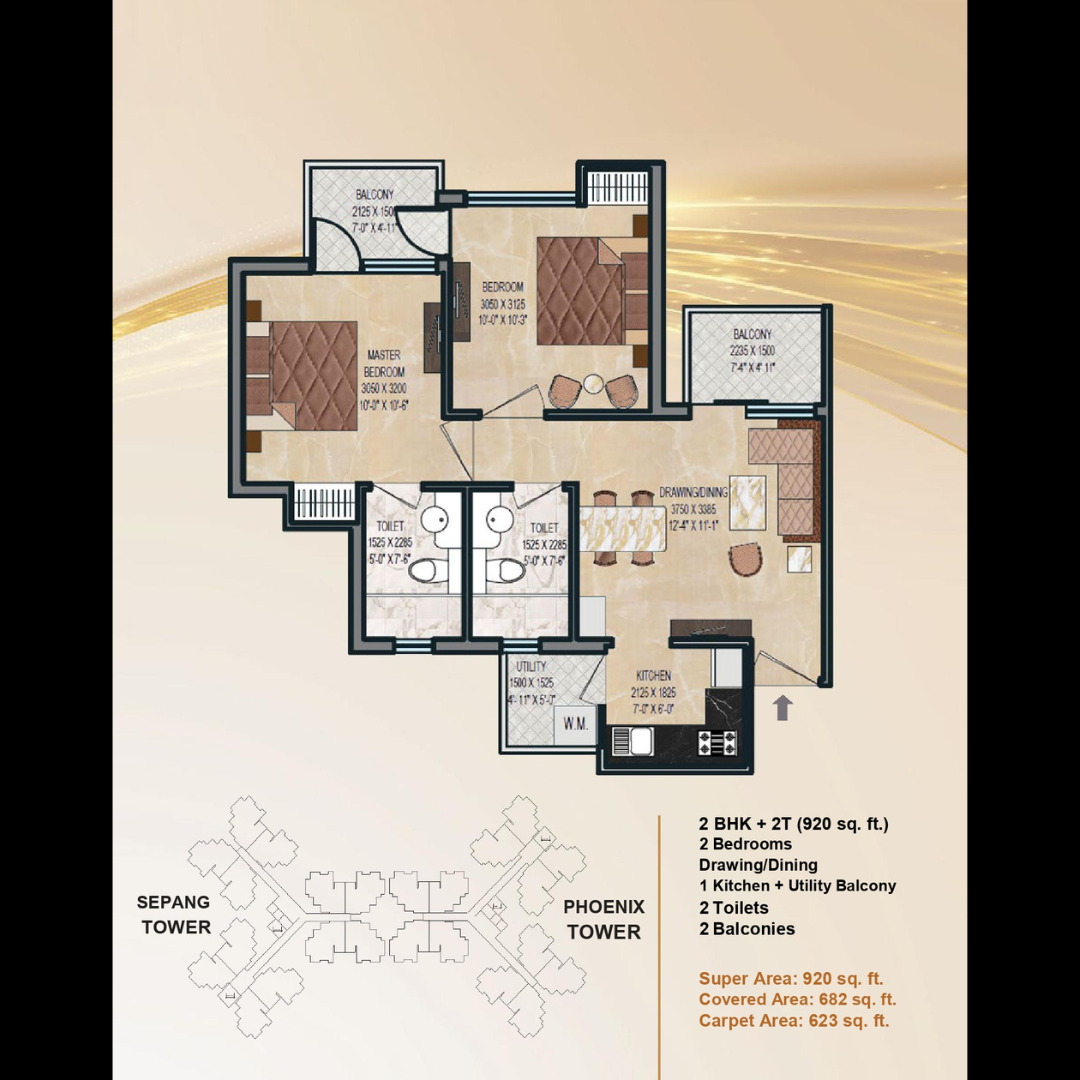 BALCONY
2125 X 1500
7'-0" X 4'-11"
BEDROOM
3050 X 3125
10'-0" X 10'-3"
BALCONY
2235 X 1500
7'-4" X 4' 11"
MASTER
BEDROOM
3050 X 3200
10'-0" X 10'-6"
DRAWING/DINING
3750 X 3385
12'-4" X 11'-1"
TOILET
1525 X 2285
5'-0" X 7'-6"
TOILET
1525 X 2285
5'-0" X 7'-6"
UTILITY
1500 X 1525
4'- 11" X 5'-0"
W.M.
KITCHEN
2125 X 1825
7'-0" X 6'-0"
SEPANG
TOWER
PHOENIX
TOWER
2 BHK + 2T (920 sq. ft.)
2 Bedrooms
Drawing/Dining
1 Kitchen + Utility Balcony
2 Toilets
2 Balconies
Super Area: 920 sq. ft.
Covered Area: 682 sq. ft.
Carpet Area: 623 sq. ft.